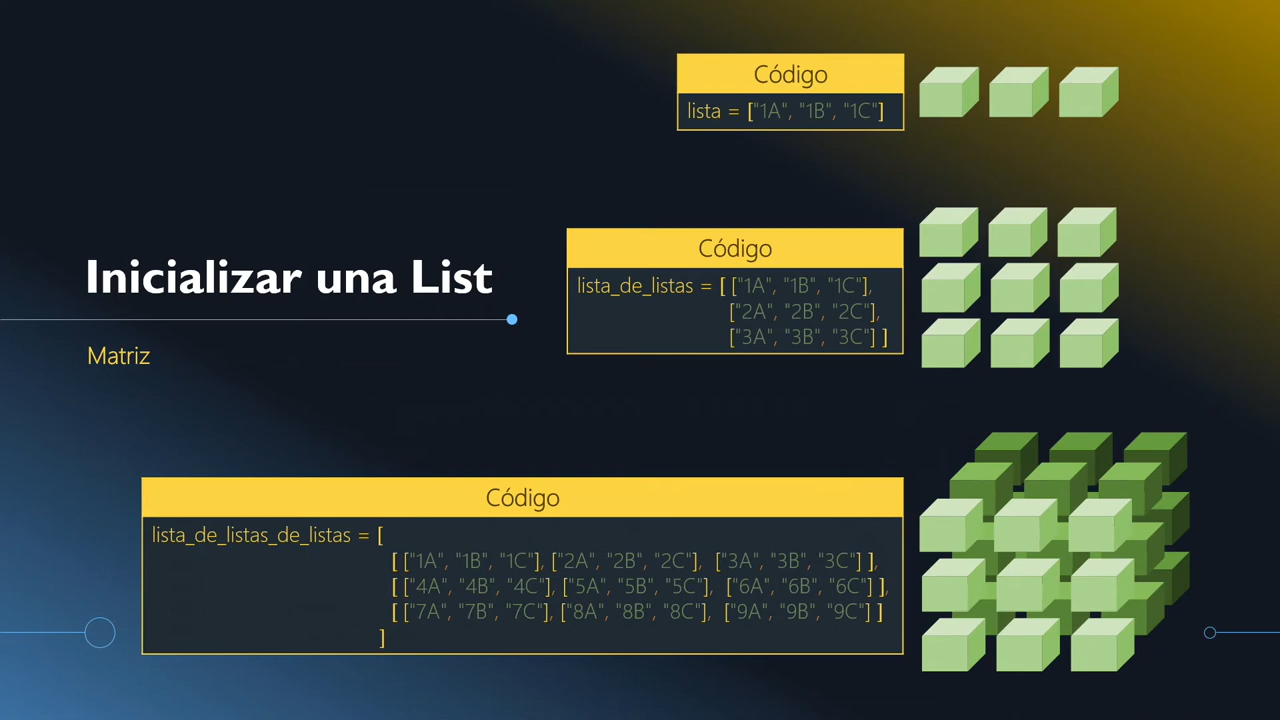 Inicializar una List
Matriz
Código
lista = ["1A", "1B", "1C"]
Código
lista_de_listas = [ ["1A", "1B", "1C"],
["2A", "2B", "2C"],
["3A", "3B", "3C"] ]
Código
lista_de_listas_de_listas = [
[ ["1A", "1B", "1C"], ["2A", "2B", "2C"], ["3A", "3B", "3C"] ],
[ ["4A", "4B", "4C"], ["5A", "5B", "5C"], ["6A", "6B", "6C"] ],
[ ["7A", "7B", "7C"], ["8A", "8B", "8C"], ["9A", "9B", "9C"] ]
]